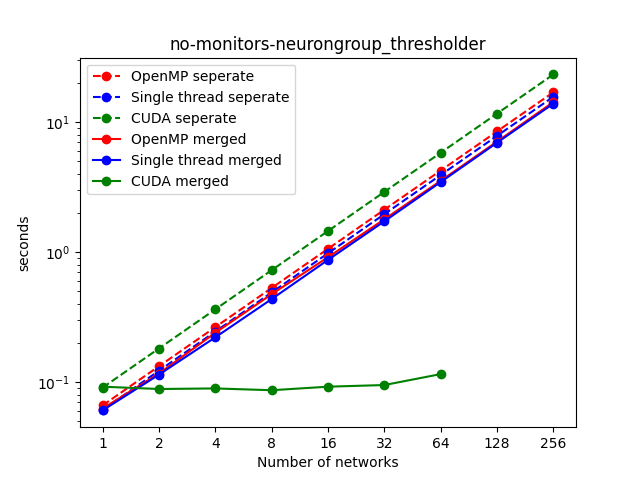 no-monitors-neurongroup_thresholder
OpenMP seperate
Single thread seperate
CUDA seperate
OpenMP merged
Single thread merged
CUDA merged
seconds
10¹
10⁰
10⁻¹
1 2 4 8 16 32 64 128 256
Number of networks